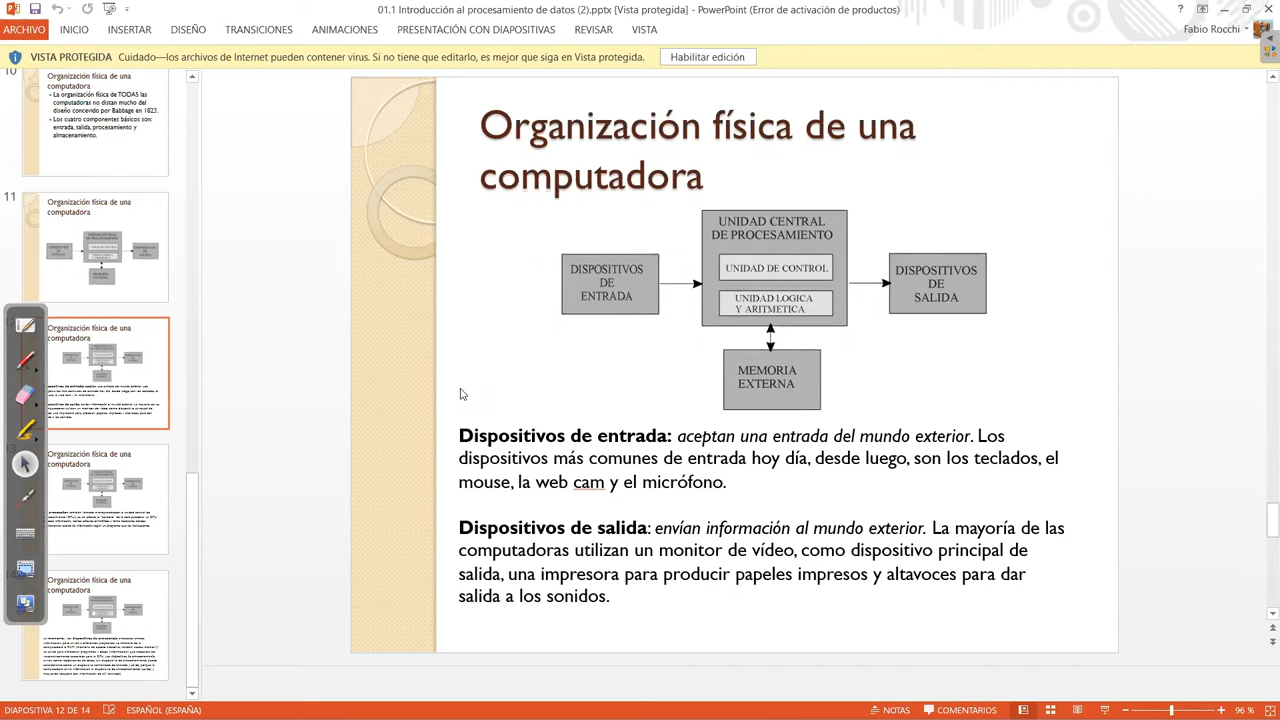 01.1 Introducción al procesamiento de datos (2).pptx [Vista protegida] - PowerPoint (Error de activación de productos)
ARCHIVO INICIO INSERTAR DISEÑO TRANSICIONES ANIMACIONES PRESENTACIÓN CON DIAPOSITIVAS REVISAR VISTA
Fabio Rocchi
VISTA PROTEGIDA Cuidado—los archivos de Internet pueden contener virus. Si no tiene que editarlo, es mejor que siga en Vista protegida. Habilitar edición
10
Organización física de una
computadora
La organización física de TODAS las
computadoras no distan mucho del
diseño concevido por Babbage en 1823.
Los cuatro componentes básicos son:
entrada, salida, procesamiento y
almacenamiento.
11
Organización física de una
computadora
Organización física de una
computadora
Organización física de una
computadora
Organización física de una
computadora
Organización física de una
computadora
UNIDAD CENTRAL
DE PROCESAMIENTO
UNIDAD DE CONTROL
UNIDAD LOGICA
Y ARITMETICA
DISPOSITIVOS
DE
ENTRADA
DISPOSITIVOS
DE
SALIDA
MEMORIA
EXTERNA
Dispositivos de entrada: aceptan una entrada del mundo exterior. Los
dispositivos más comunes de entrada hoy día, desde luego, son los teclados, el
mouse, la web cam y el micrófono.
Dispositivos de salida: envían información al mundo exterior. La mayoría de las
computadoras utilizan un monitor de vídeo, como dispositivo principal de
salida, una impresora para producir papeles impresos y altavoces para dar
salida a los sonidos.
DIAPOSITIVA 12 DE 14 ESPAÑOL (ESPAÑA) NOTAS COMENTARIOS 96 %